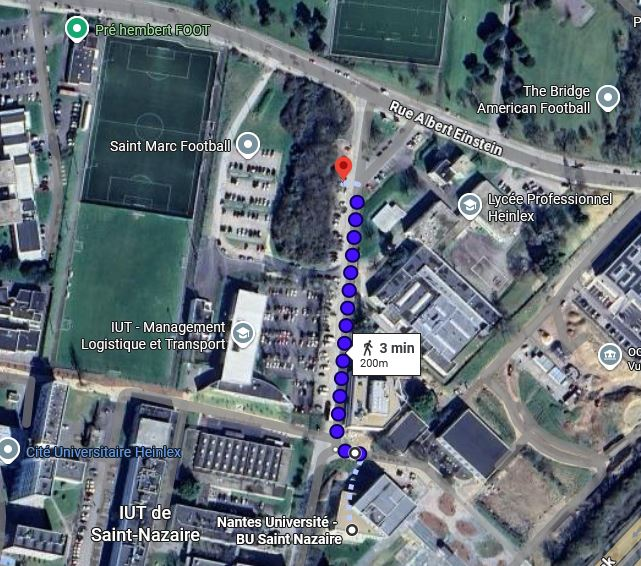 Pré hembert FOOT
P
The Bridge
American Football
Rue Albert Einstein
Saint Marc Football
Lycée Professionnel
Heinlex
IUT - Management
Logistique et Transport
3 min
200m
Cité Universitaire Heinlex
IUT de
Saint-Nazaire
Nantes Université -
BU Saint Nazaire